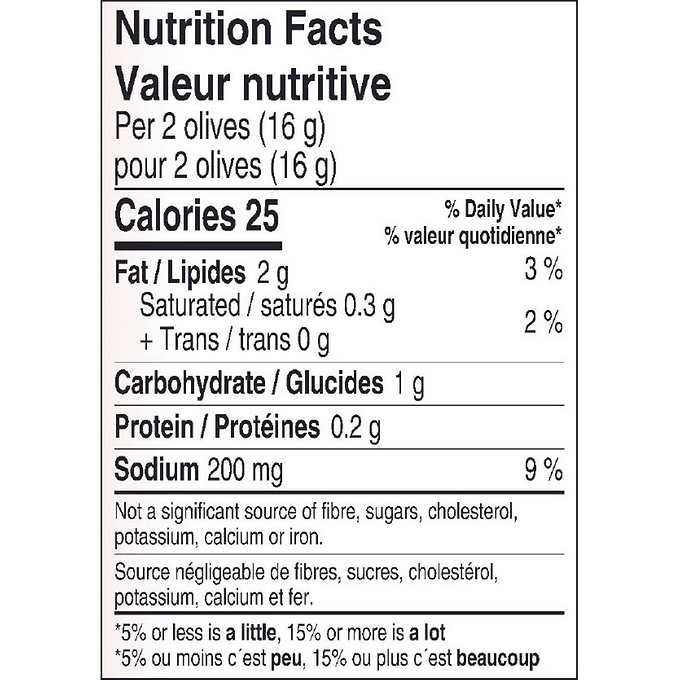 Nutrition Facts
Valeur nutritive
Per 2 olives (16 g)
pour 2 olives (16 g)
Calories 25
% Daily Value*
% valeur quotidienne*
Fat / Lipides 2 g 3 %
Saturated / saturés 0.3 g
+ Trans / trans 0 g 2 %
Carbohydrate / Glucides 1 g
Protein / Protéines 0.2 g
Sodium 200 mg 9 %
Not a significant source of fibre, sugars, cholesterol,
potassium, calcium or iron.
Source négligeable de fibres, sucres, cholestérol,
potassium, calcium et fer.
*5% or less is a little, 15% or more is a lot
*5% ou moins c´est peu, 15% ou plus c´est beaucoup